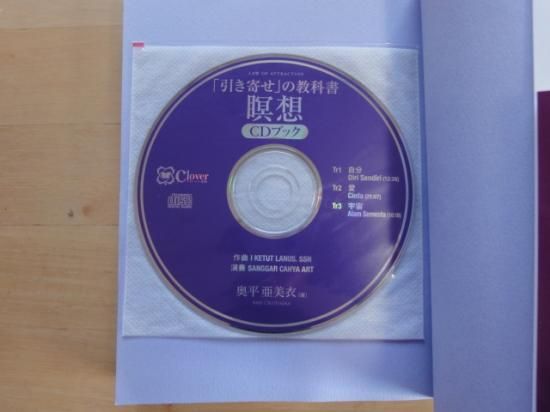 LAW OF ATTRACTION
「引き寄せ」の教科書
瞑想
CDブック
Clover
Tr1 自分
Diri Sendiri
Tr2 愛
Cinta
Tr3 宇宙
Alam Semesta
作曲 I KETUT LANUS. SSN
演奏 SANGGAR CAHYA ART
奥平 亜美衣(著)